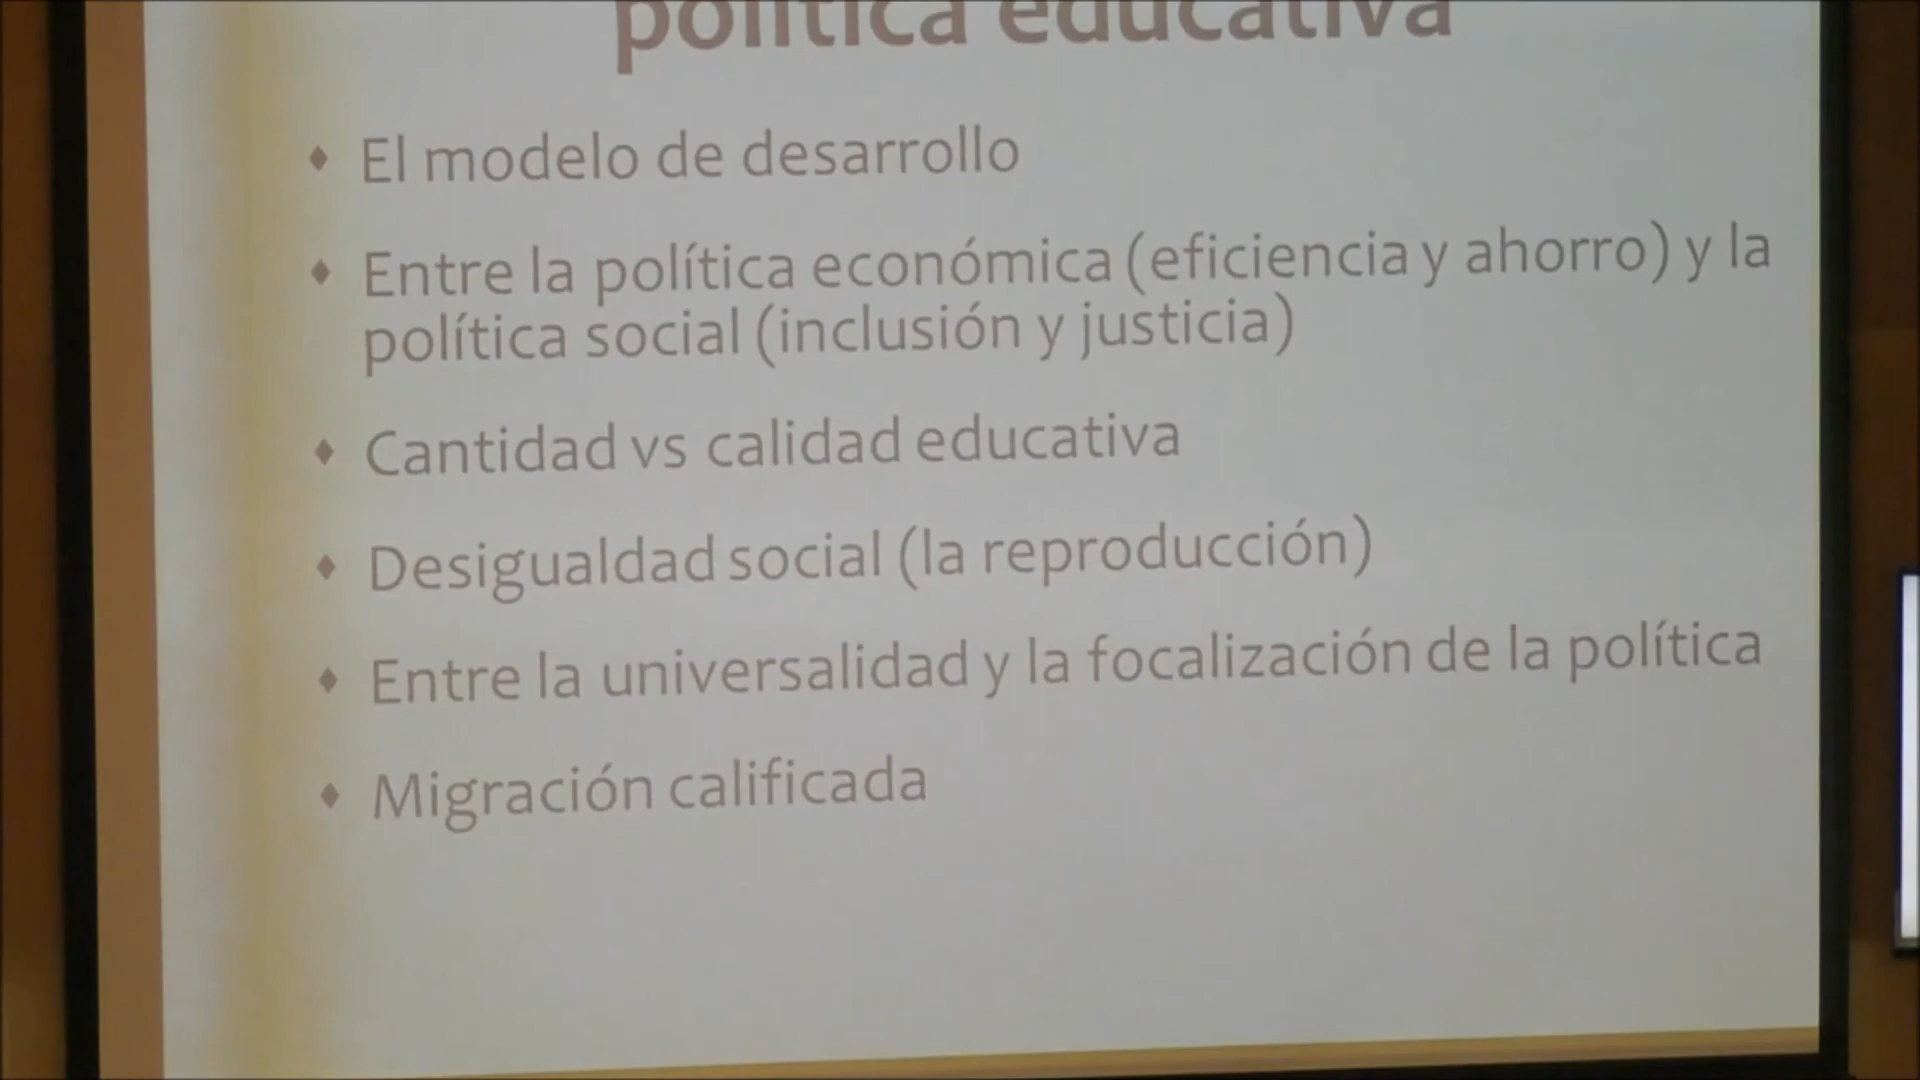 política educativa
♦ El modelo de desarrollo
♦ Entre la política económica (eficiencia y ahorro) y la
política social (inclusión y justicia)
♦ Cantidad vs calidad educativa
♦ Desigualdad social (la reproducción)
♦ Entre la universalidad y la focalización de la política
♦ Migración calificada